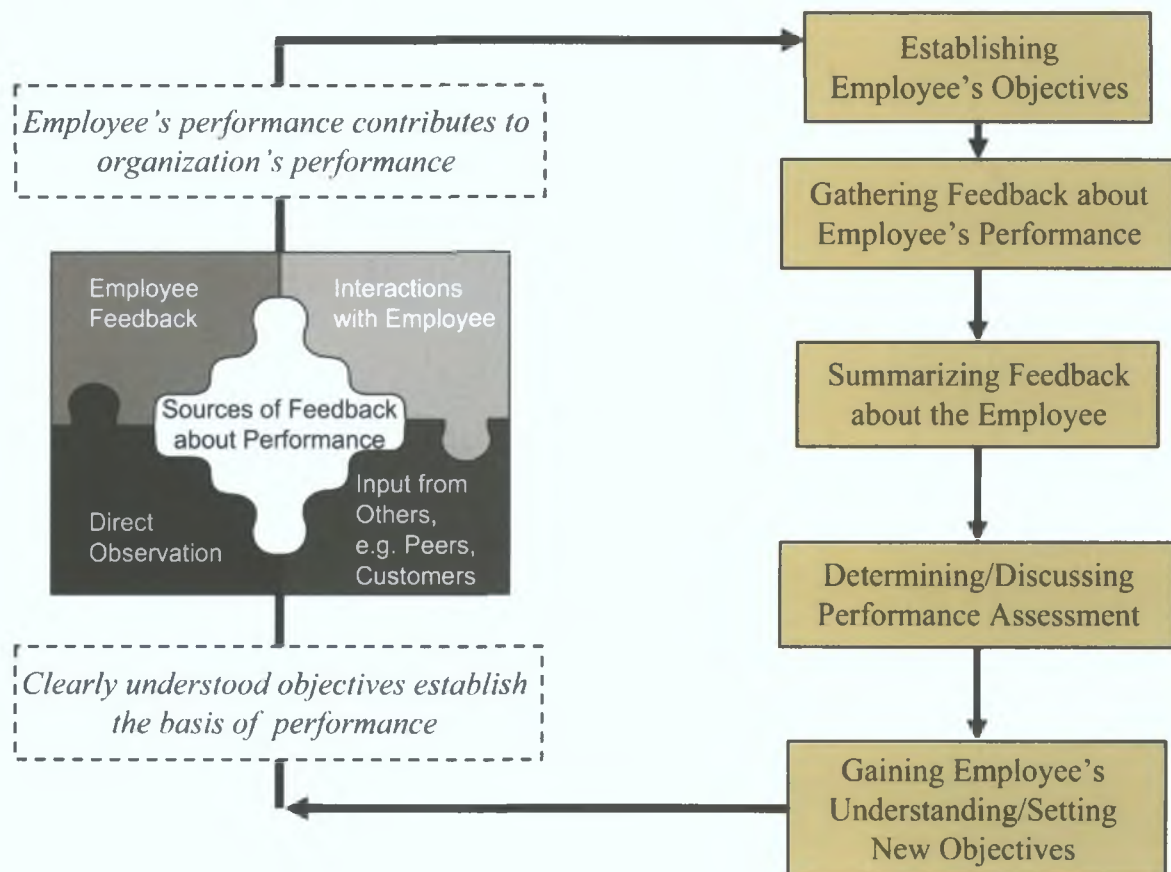 Establishing
Employee's Objectives
Employee's performance contributes to
organization's performance
Gathering Feedback about
Employee's Performance
Employee
Feedback
Interactions
with Employee
Summarizing Feedback
about the Employee
Sources of Feedback
about Performance
Direct
Observation
Input from
Others,
e.g. Peers,
Customers
Determining/Discussing
Performance Assessment
Clearly understood objectives establish
the basis of performance
Gaining Employee's
Understanding/Setting
New Objectives